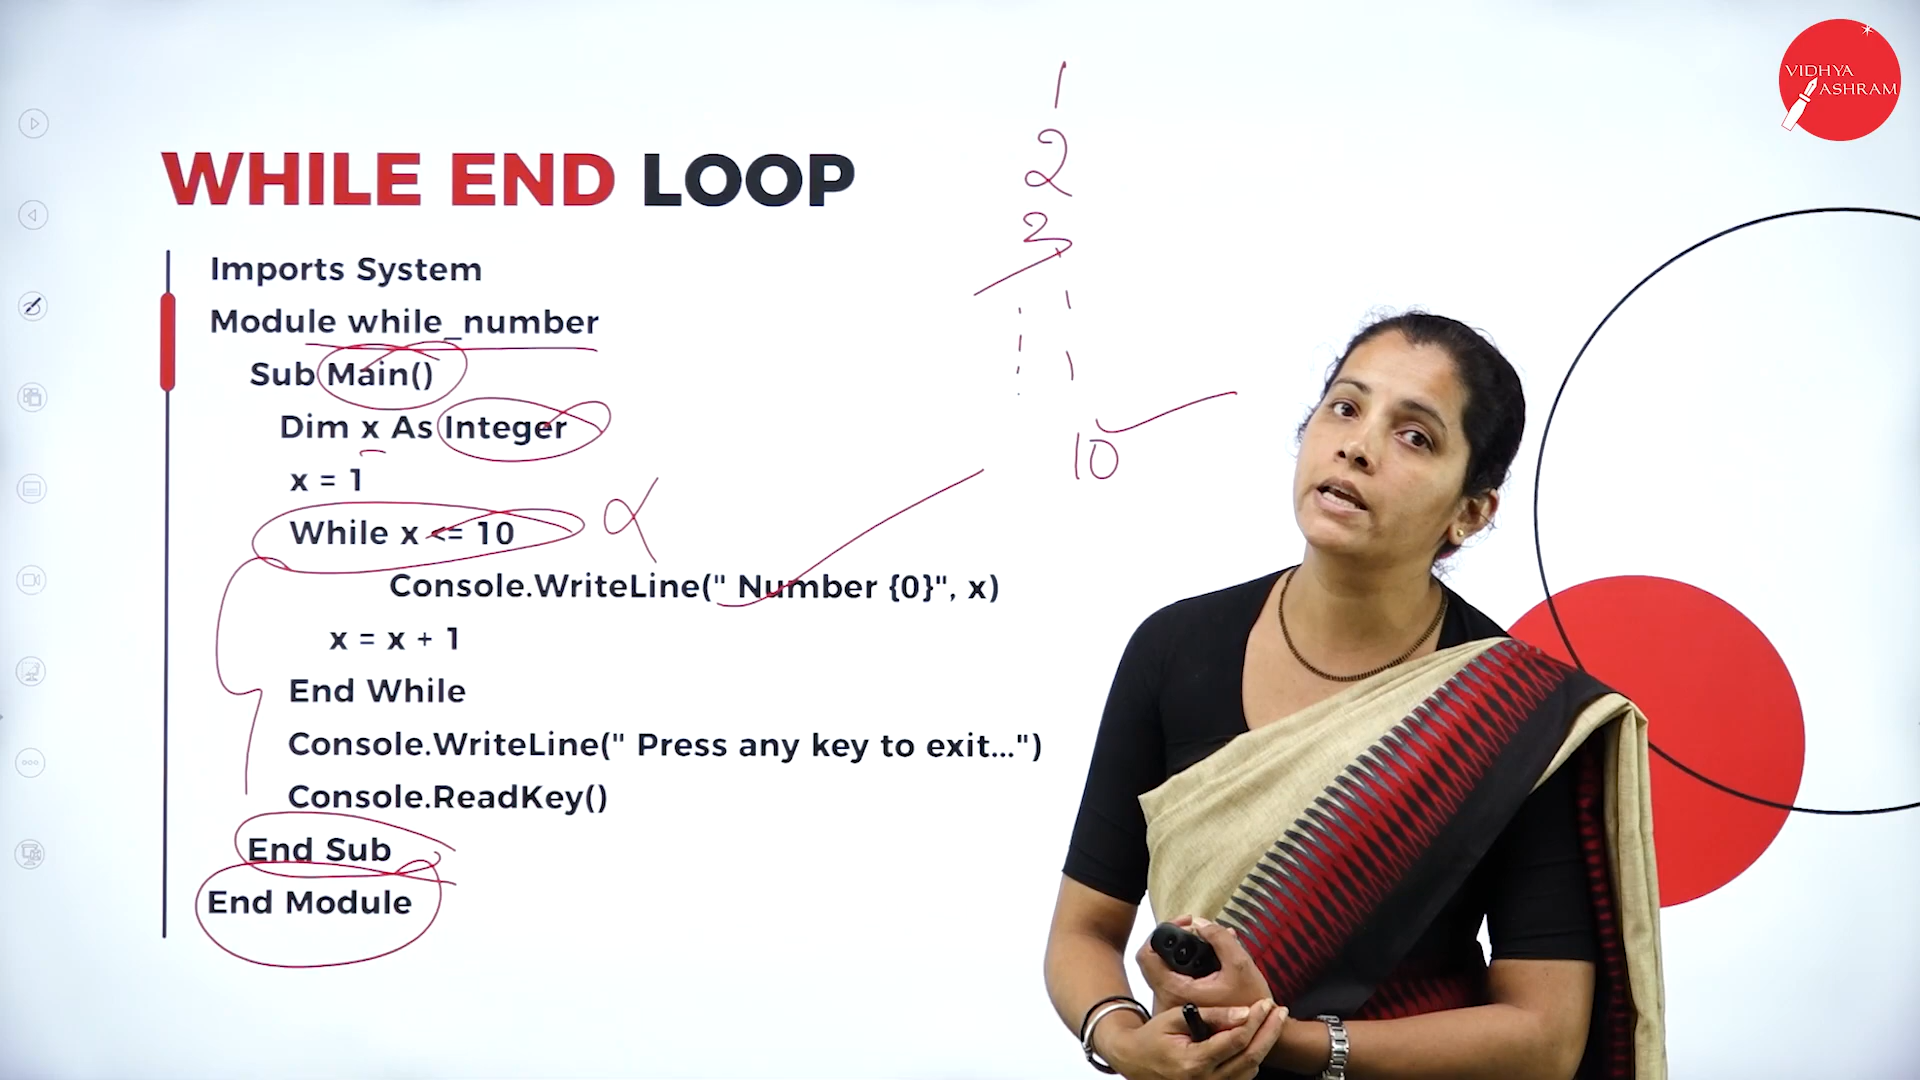 VIDHYA
ASHRAM
WHILE END LOOP
Imports System
Module while_number
Sub Main()
Dim x As Integer
x = 1
While x <= 10
Console.WriteLine(" Number {0}", x)
x = x + 1
End While
Console.WriteLine(" Press any key to exit...")
Console.ReadKey()
End Sub
End Module
1
2
3
10